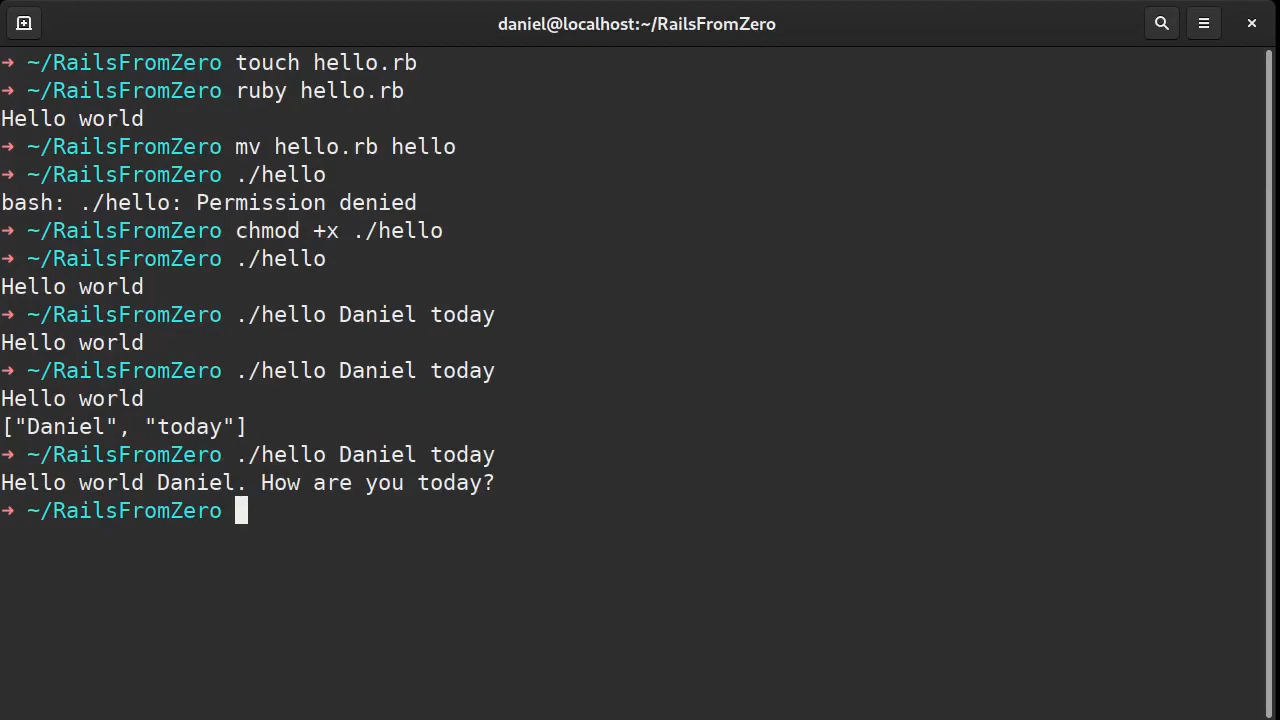 daniel@localhost:~/RailsFromZero
➜ ~/RailsFromZero touch hello.rb
➜ ~/RailsFromZero ruby hello.rb
Hello world
➜ ~/RailsFromZero mv hello.rb hello
➜ ~/RailsFromZero ./hello
bash: ./hello: Permission denied
➜ ~/RailsFromZero chmod +x ./hello
➜ ~/RailsFromZero ./hello
Hello world
➜ ~/RailsFromZero ./hello Daniel today
Hello world
➜ ~/RailsFromZero ./hello Daniel today
Hello world
["Daniel", "today"]
➜ ~/RailsFromZero ./hello Daniel today
Hello world Daniel. How are you today?
➜ ~/RailsFromZero